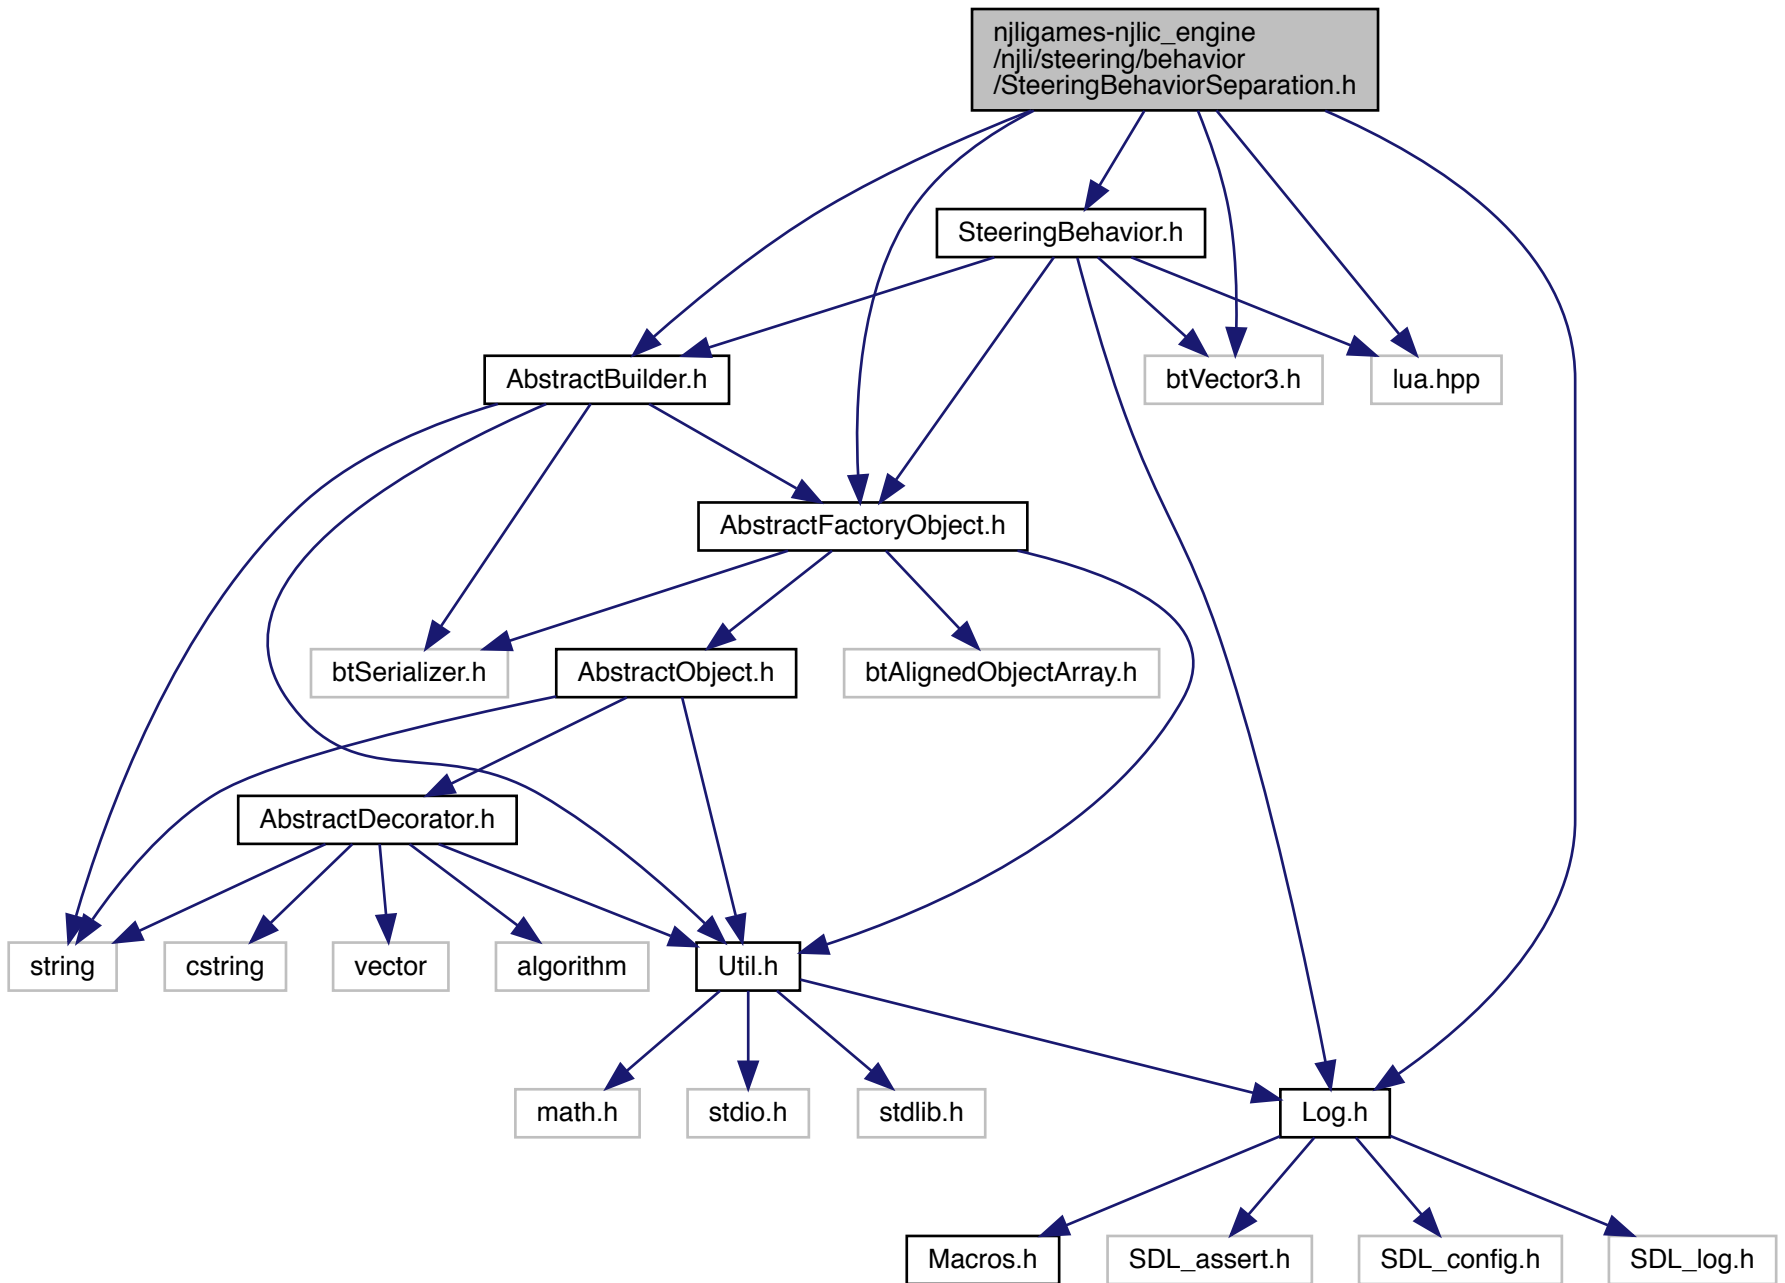 njligames-njlic_engine
/njli/steering/behavior
/SteeringBehaviorSeparation.h
SteeringBehavior.h
AbstractBuilder.h
btVector3.h
lua.hpp
AbstractFactoryObject.h
btSerializer.h
AbstractObject.h
btAlignedObjectArray.h
AbstractDecorator.h
string
cstring
vector
algorithm
Util.h
math.h
stdio.h
stdlib.h
Log.h
Macros.h
SDL_assert.h
SDL_config.h
SDL_log.h